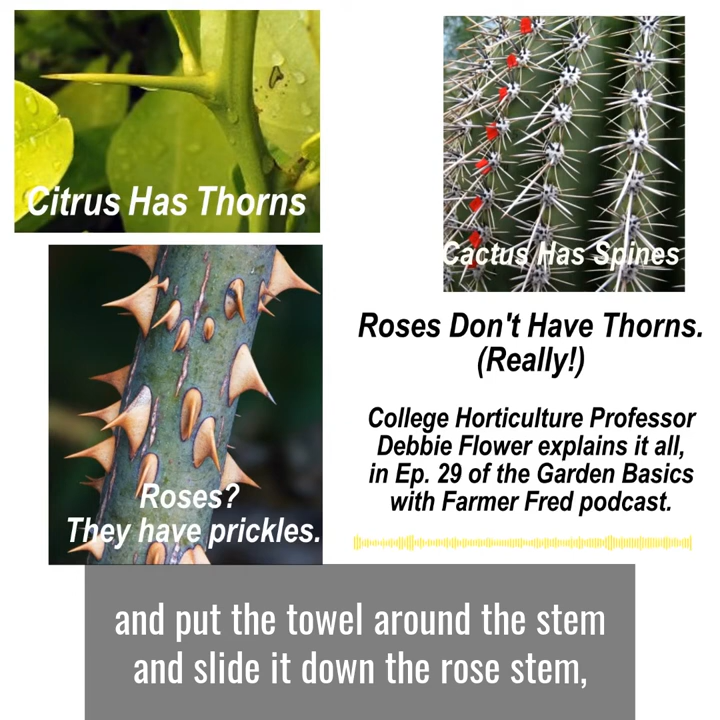 Citrus Has Thorns
Cactus Has Spines
Roses?
They have prickles.
Roses Don't Have Thorns.
(Really!)
College Horticulture Professor
Debbie Flower explains it all,
in Ep. 29 of the Garden Basics
with Farmer Fred podcast.
and put the towel around the stem
and slide it down the rose stem,